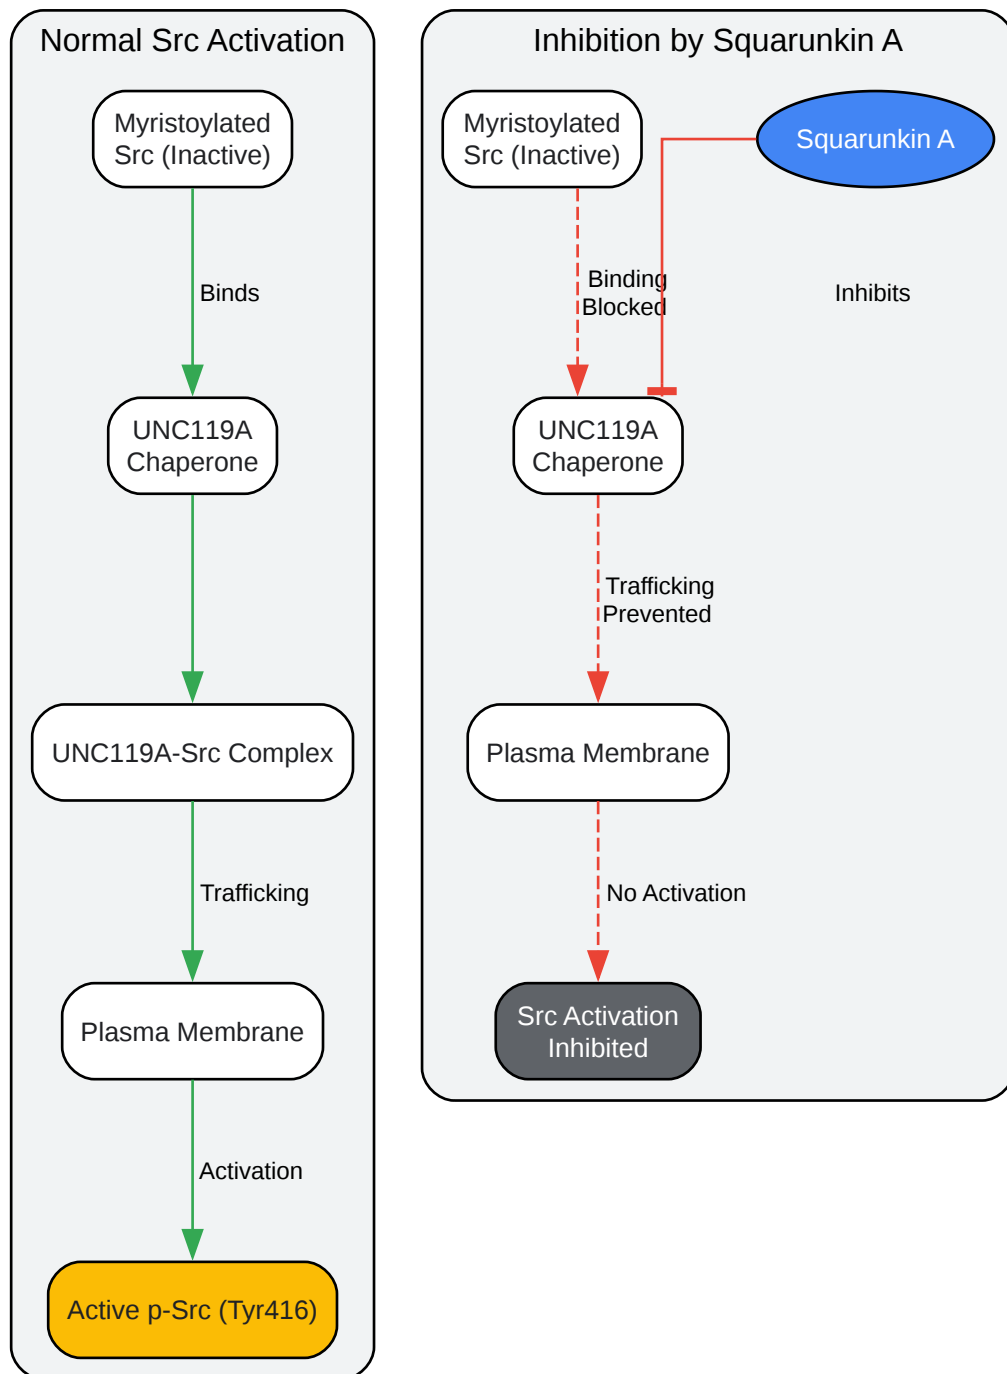 Normal Src Activation
Myristoylated
Src (Inactive)
Binds
UNC119A
Chaperone
UNC119A-Src Complex
Trafficking
Plasma Membrane
Activation
Active p-Src (Tyr416)
Inhibition by Squarunkin A
Myristoylated
Src (Inactive)
Squarunkin A
Binding
Blocked
Inhibits
UNC119A
Chaperone
Trafficking
Prevented
Plasma Membrane
No Activation
Src Activation
Inhibited